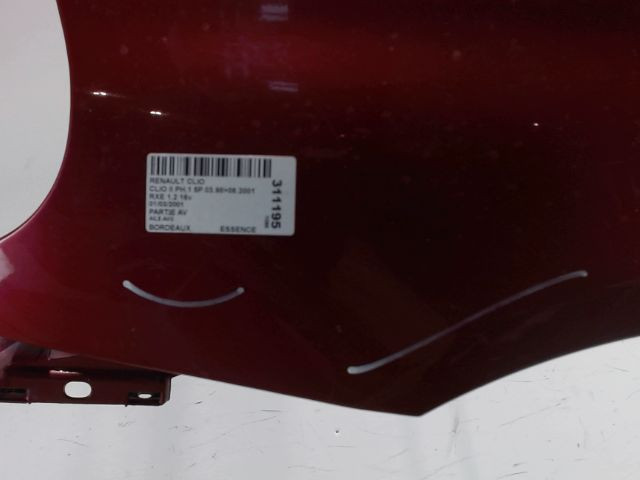 RENAULT CLIO
CLIO II PH.1 5P.03.98>06.2001
RXE 1.2 16v
01/03/2001
PARTIE AV
BORDEAUX ESSENCE
311195